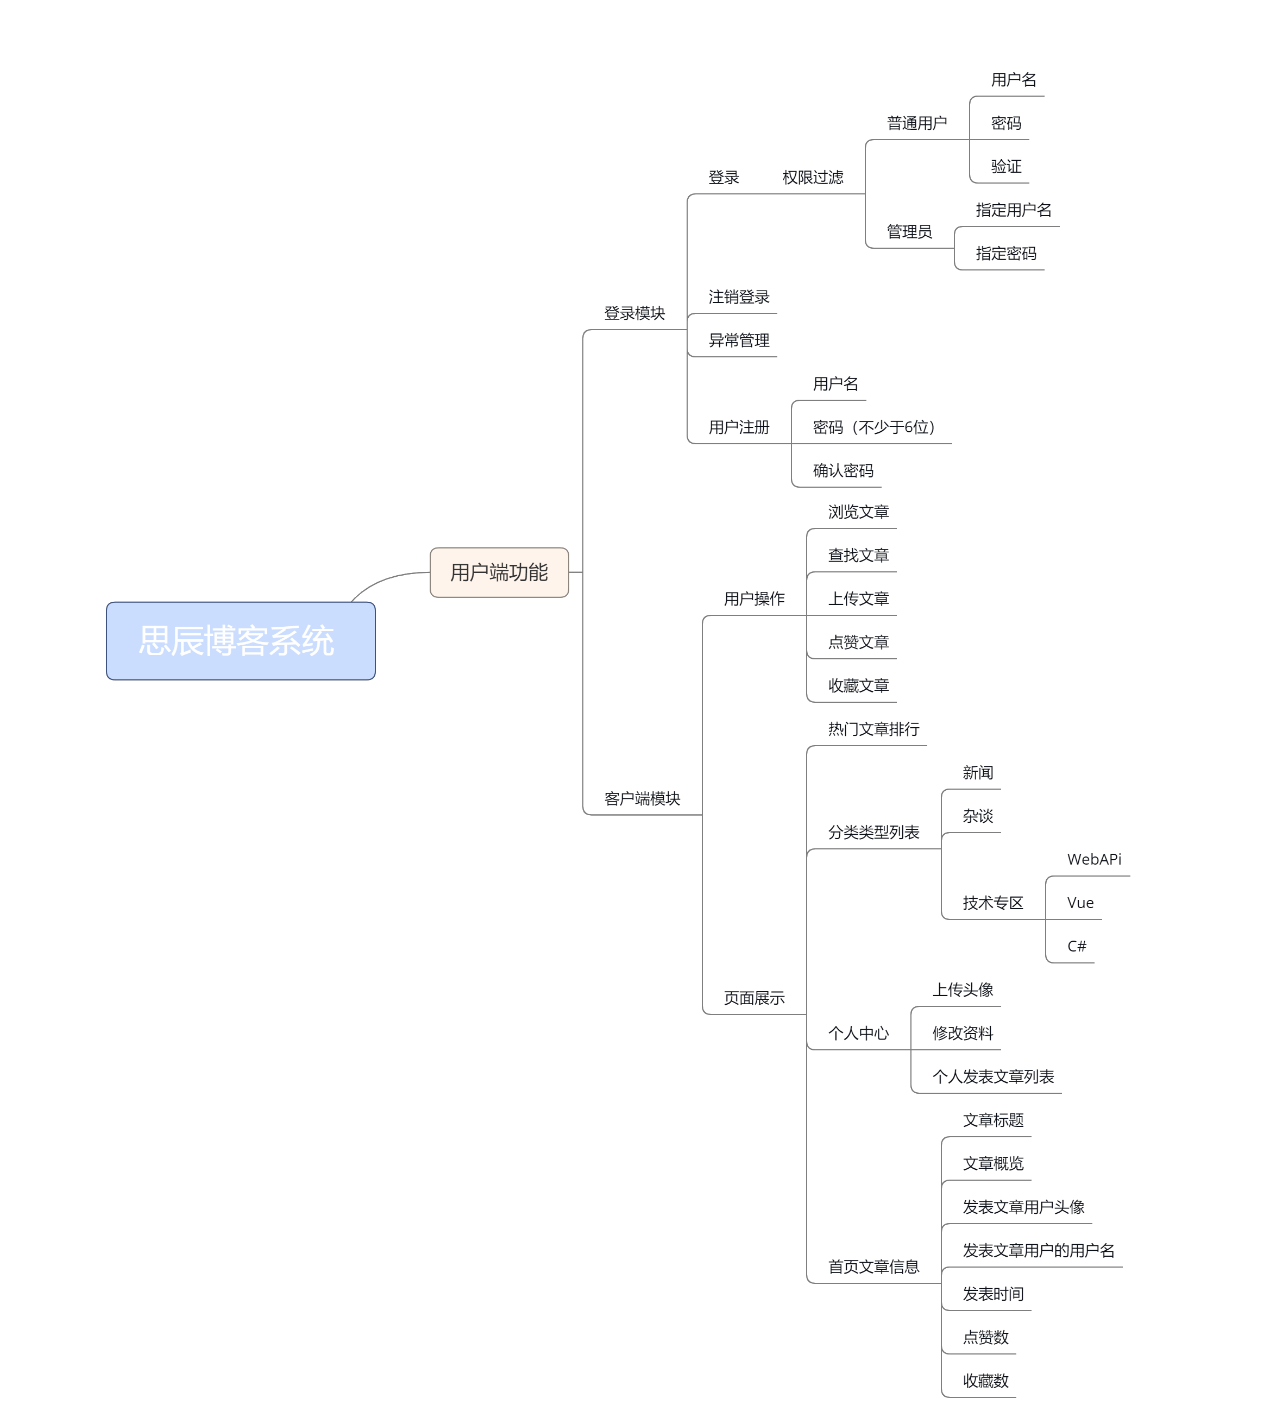 思辰博客系统
用户端功能
登录模块
登录
权限过滤
普通用户
用户名
密码
验证
管理员
指定用户名
指定密码
注销登录
异常管理
用户注册
用户名
密码（不少于6位）
确认密码
客户端模块
用户操作
浏览文章
查找文章
上传文章
点赞文章
收藏文章
页面展示
热门文章排行
分类类型列表
新闻
杂谈
技术专区
WebAPi
Vue
C#
个人中心
上传头像
修改资料
个人发表文章列表
首页文章信息
文章标题
文章概览
发表文章用户头像
发表文章用户的用户名
发表时间
点赞数
收藏数